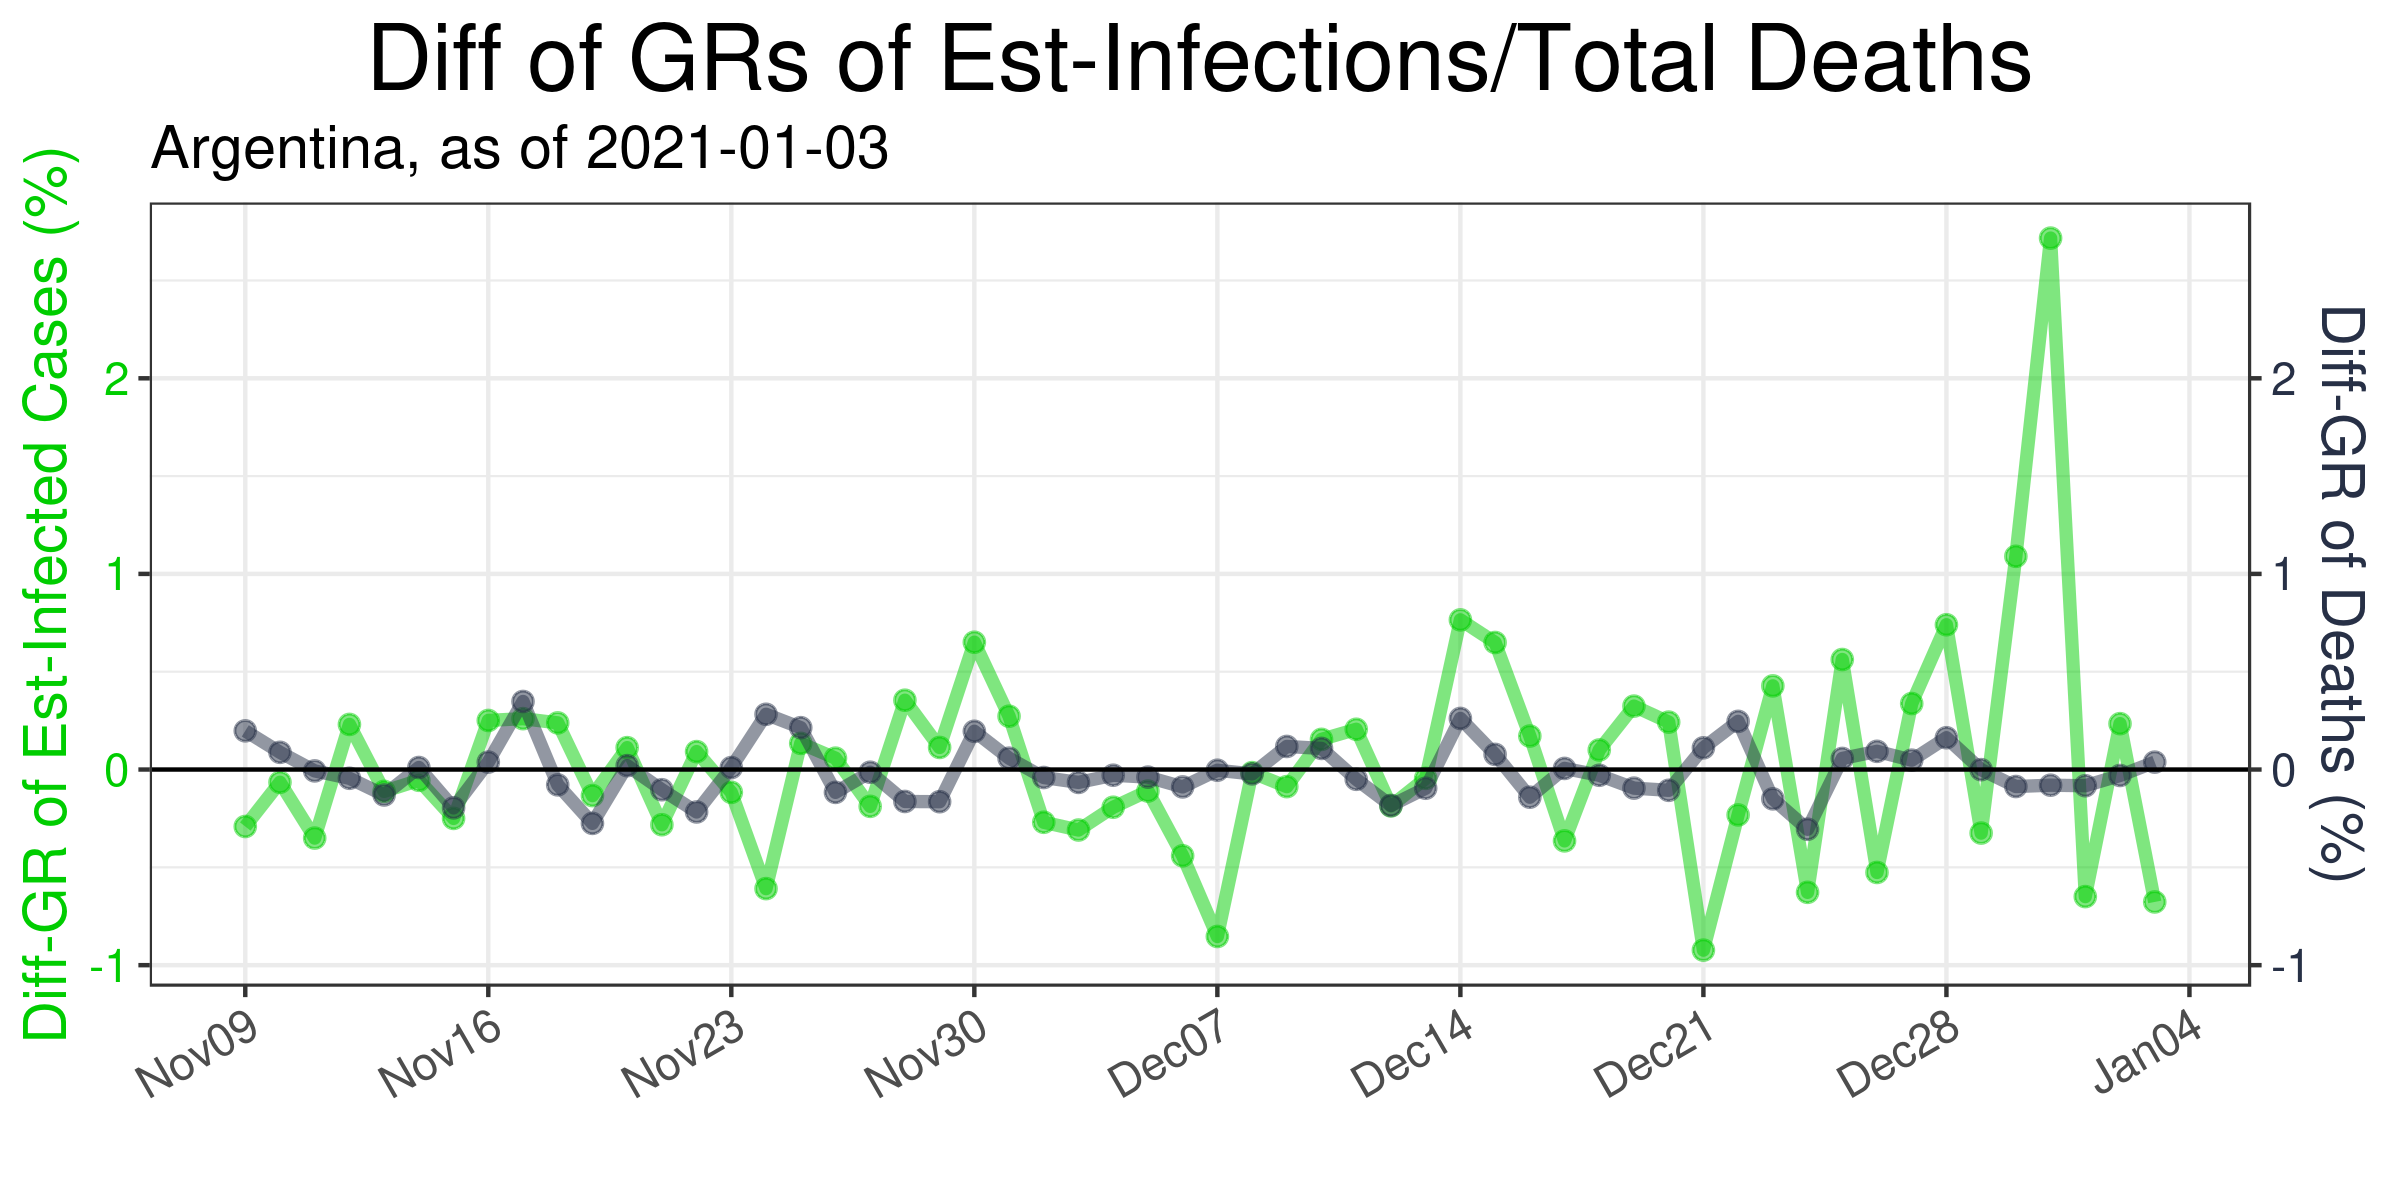 Diff of GRs of Est-Infections/Total Deaths
Argentina, as of 2021-01-03
Diff-GR of Est-Infected Cases (%)
2
1
0
-1
2
1
0
-1
Diff-GR of Deaths (%)
Nov09
Nov16
Nov23
Nov30
Dec07
Dec14
Dec21
Dec28
Jan04